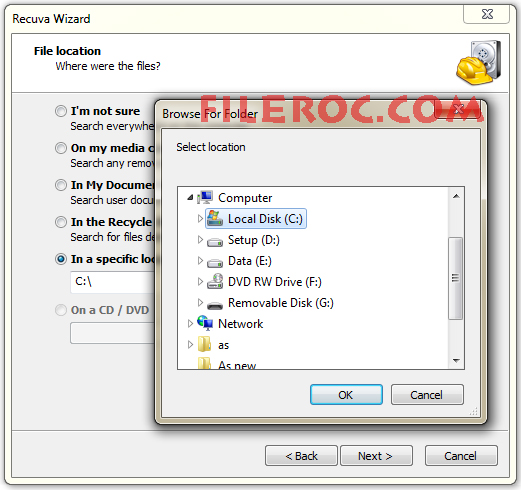 Recuva Wizard
File location
Where were the files?
I'm not sure
Search everywhe
On my media c
Search any remo
In My Documen
Search user docu
In the Recycle
Search for files de
In a specific loc
C:\
On a CD / DVD
FILEROC.COM
Browse For Folder
Select location
Computer
Local Disk (C:)
Setup (D:)
Data (E:)
DVD RW Drive (F:)
Removable Disk (G:)
Network
as
As new
OK
Cancel
< Back
Next >
Cancel